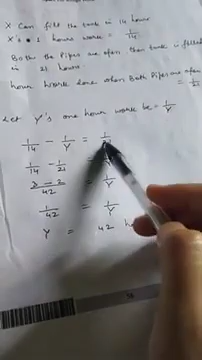 X Can fill the tank in 14 hour
X's 1 hours work = 1/14
Both the Pipes are open then tank is filled
in 21 hours.
hour work done when Both Pipes are open
= 1/21
Let Y's one hour work be = 1/Y
1/14 - 1/Y = 1/21
1/14 - 1/21 = 1/Y
3 - 2/42 = 1/Y
1/42 = 1/Y
Y = 42 h